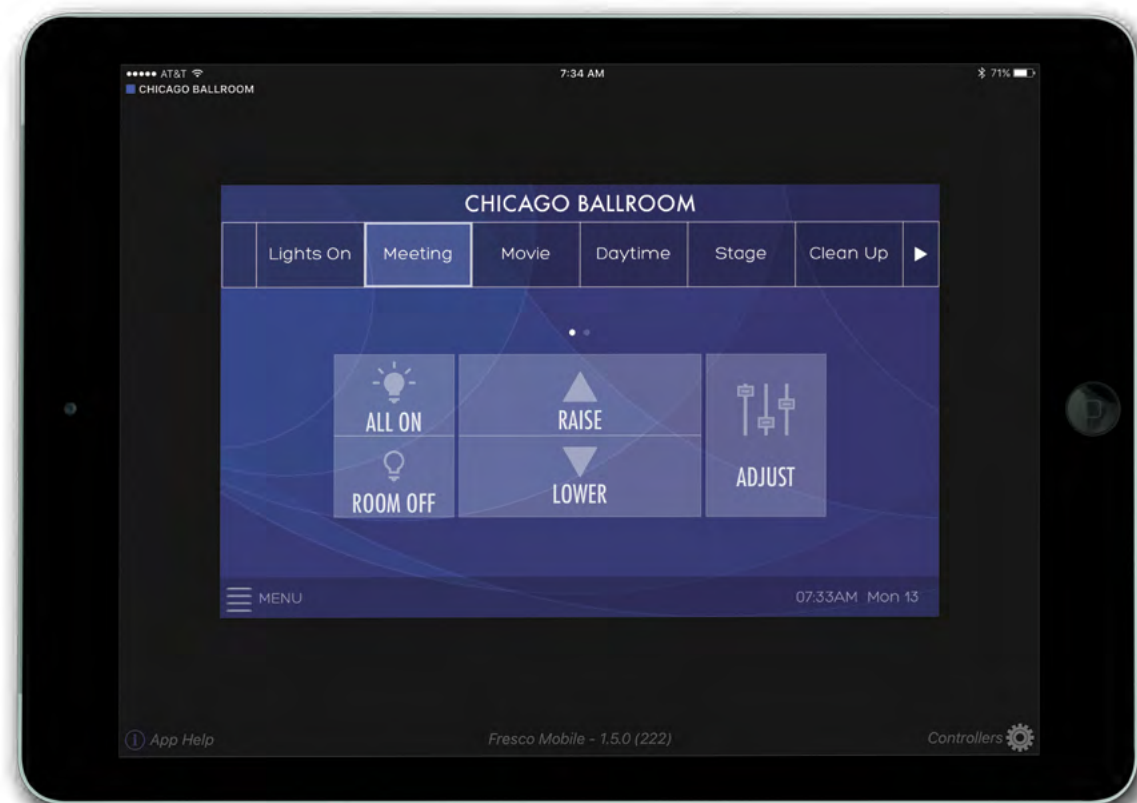 AT&T 7:34 AM 71%
CHICAGO BALLROOM
CHICAGO BALLROOM
Lights On Meeting Movie Daytime Stage Clean Up
ALL ON RAISE
ADJUST
ROOM OFF LOWER
MENU 07:33AM Mon 13
App Help Fresco Mobile - 1.5.0 (222) Controllers